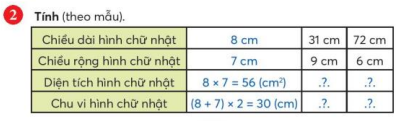 2 Tính (theo mẫu).
Chiều dài hình chữ nhật 8 cm 31 cm 72 cm
Chiều rộng hình chữ nhật 7 cm 9 cm 6 cm
Diện tích hình chữ nhật 8 × 7 = 56 (cm²) .?. .?.
Chu vi hình chữ nhật (8 + 7) × 2 = 30 (cm) .?. .?.